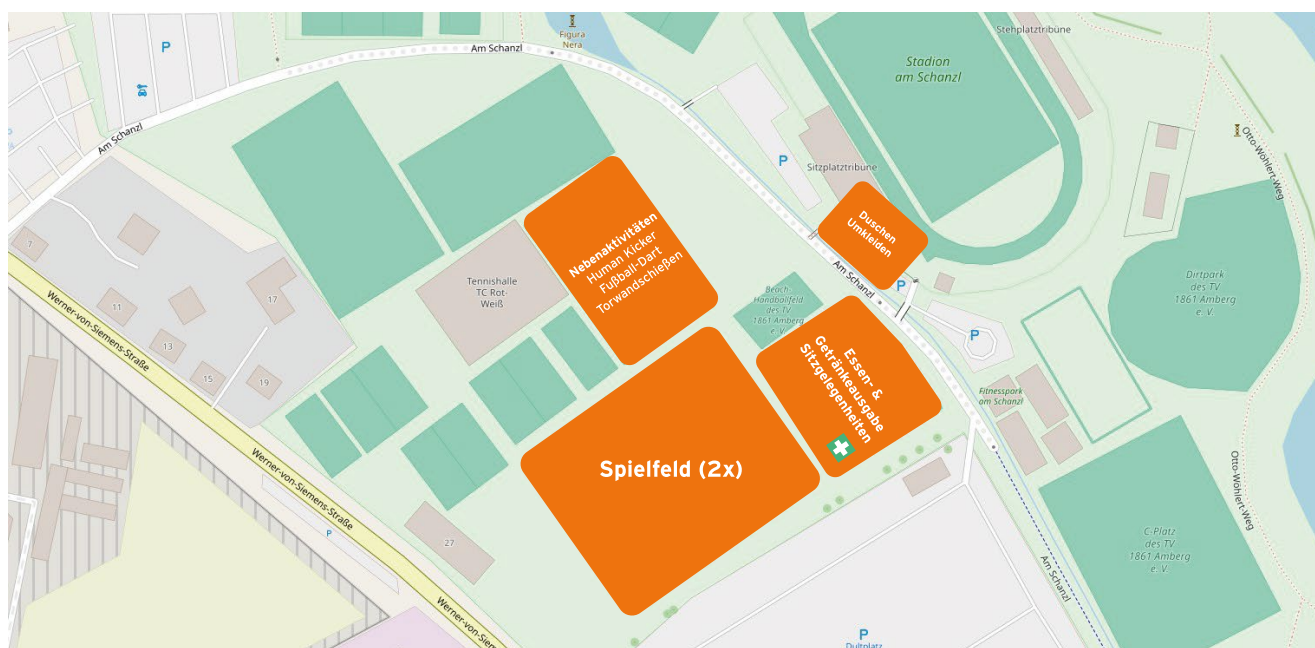 Am Schanzl
Figura
Nera
Stehplatztribüne
Stadion
am Schanzl
P
P
Am Schanzl
Otto-Wöhlert-Weg
Sitzplatztribüne
Nebenaktivitäten
Human Kicker
Fußball-Dart
Torwandschießen
Duschen
Umkleiden
7
Tennishalle
TC Rot-
Weiß
Am Schanzl
P
Beach-
Handballfeld
des TV
1861 Amberg
e. V.
Dirtpark
des TV
1861 Amberg
e. V.
17
11
13
15
19
Werner-von-Siemens-Straße
P
Essen- &
Getränkeausgabe
Sitzgelegenheiten
Fitnesspark
am Schanzl
Spielfeld (2x)
Werner-von-Siemens-Straße
P
27
Otto-Wöhlert-Weg
C-Platz
des TV
1861 Amberg
e. V.
Am Schanzl
Werner-von-Siem
P
Dultplatz